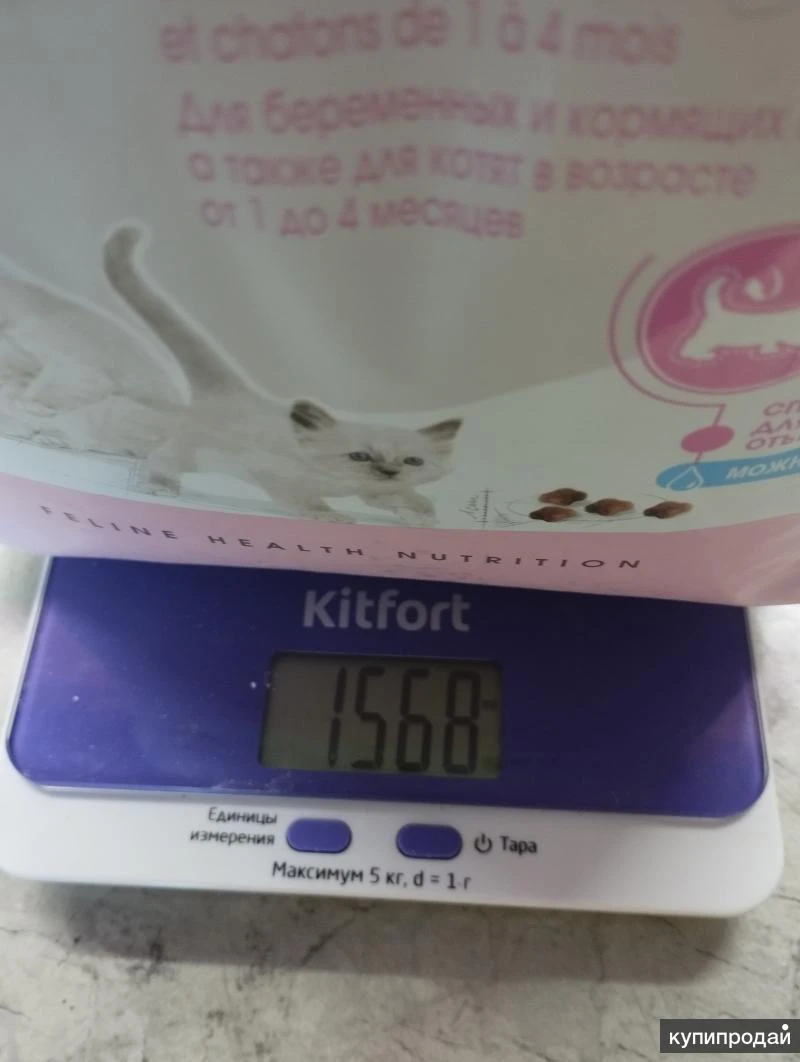 et chatons de 1 à 4 mois
Для беременных и кормящих
а также для котят в возрасте
от 1 до 4 месяцев
FELINE HEALTH NUTRITION
Kitfort
1568
Единицы
измерения
Тара
Максимум 5 кг, d = 1 г
купипродай